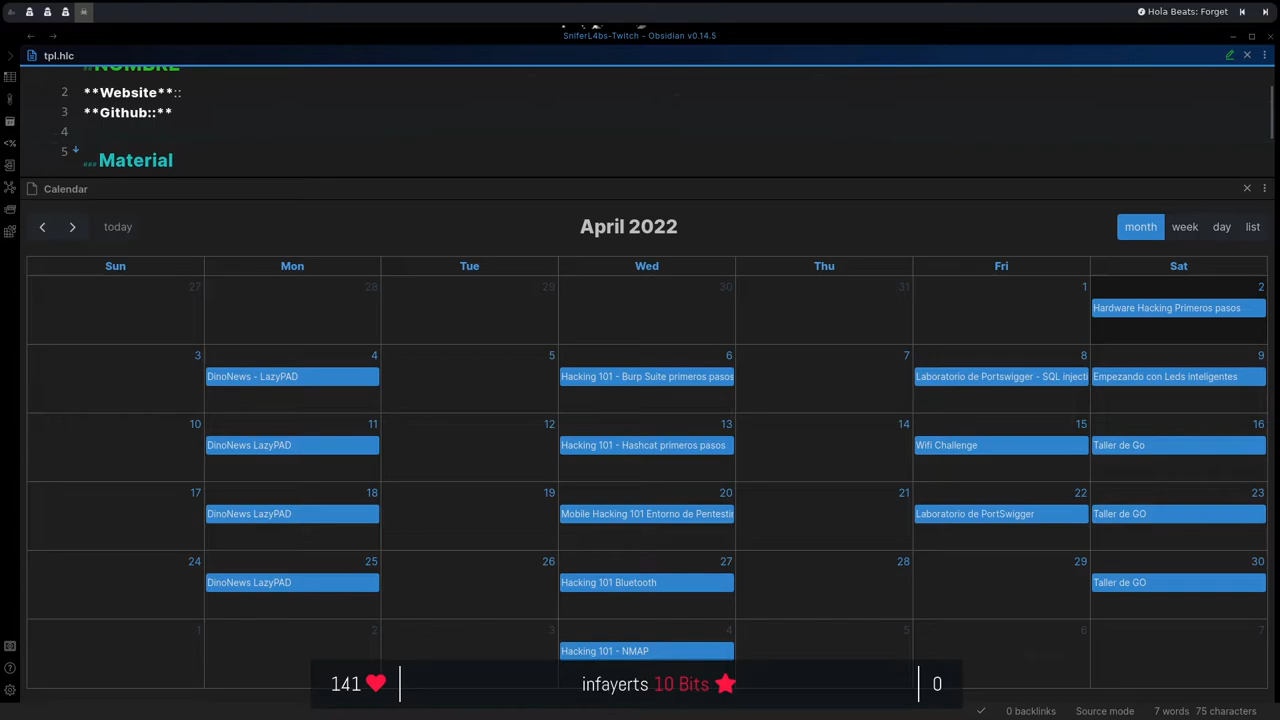 Hola Beats: Forget
SniferL4bs-Twitch - Obsidian v0.14.5
tpl.hlc
##NOMBRE
2 **Website**::
3 **Github::**
4
5 ### Material
Calendar
today
April 2022
month week day list
Sun Mon Tue Wed Thu Fri Sat
27 28 29 30 31 1 2
Hardware Hacking Primeros pasos
3 4 5 6 7 8 9
DinoNews - LazyPAD Hacking 101 - Burp Suite primeros pasos Laboratorio de Portswigger - SQL injecti Empezando con Leds inteligentes
10 11 12 13 14 15 16
DinoNews LazyPAD Hacking 101 - Hashcat primeros pasos Wifi Challenge Taller de Go
17 18 19 20 21 22 23
DinoNews LazyPAD Mobile Hacking 101 Entorno de Pentestin Laboratorio de PortSwigger Taller de GO
24 25 26 27 28 29 30
DinoNews LazyPAD Hacking 101 Bluetooth Taller de GO
1 2 3 4 5 6 7
Hacking 101 - NMAP
141 infayerts 10 Bits 0
0 backlinks Source mode 7 words 75 characters